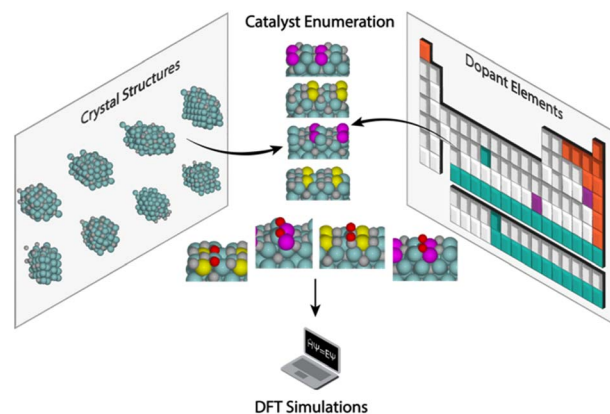 Catalyst Enumeration
Crystal Structures
Dopant Elements
ĤΨ=EΨ
DFT Simulations